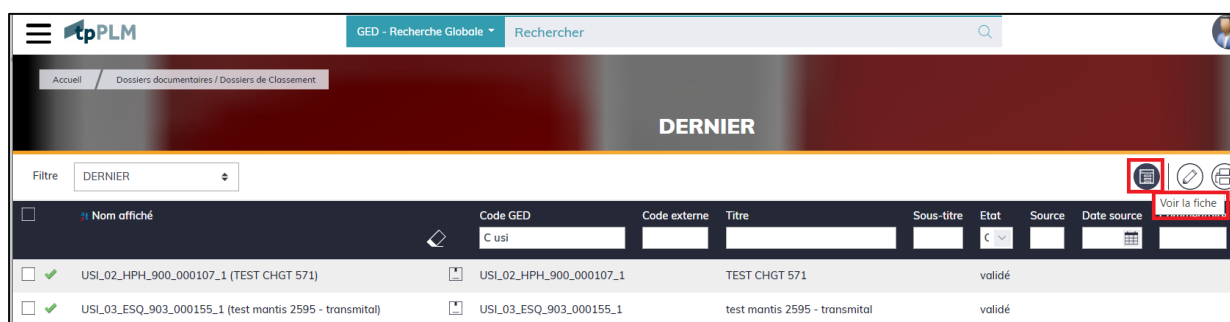 tpPLM GED - Recherche Globale Rechercher
Accueil / Dossiers documentaires / Dossiers de Classement
DERNIER
Filtre DERNIER
Voir la fiche
Nom affiché Code GED Code externe Titre Sous-titre Etat Source Date source
C usi C
USI_02_HPH_900_000107_1 (TEST CHGT 571) USI_02_HPH_900_000107_1 TEST CHGT 571 validé
USI_03_ESQ_903_000155_1 (test mantis 2595 - transmital) USI_03_ESQ_903_000155_1 test mantis 2595 - transmital validé